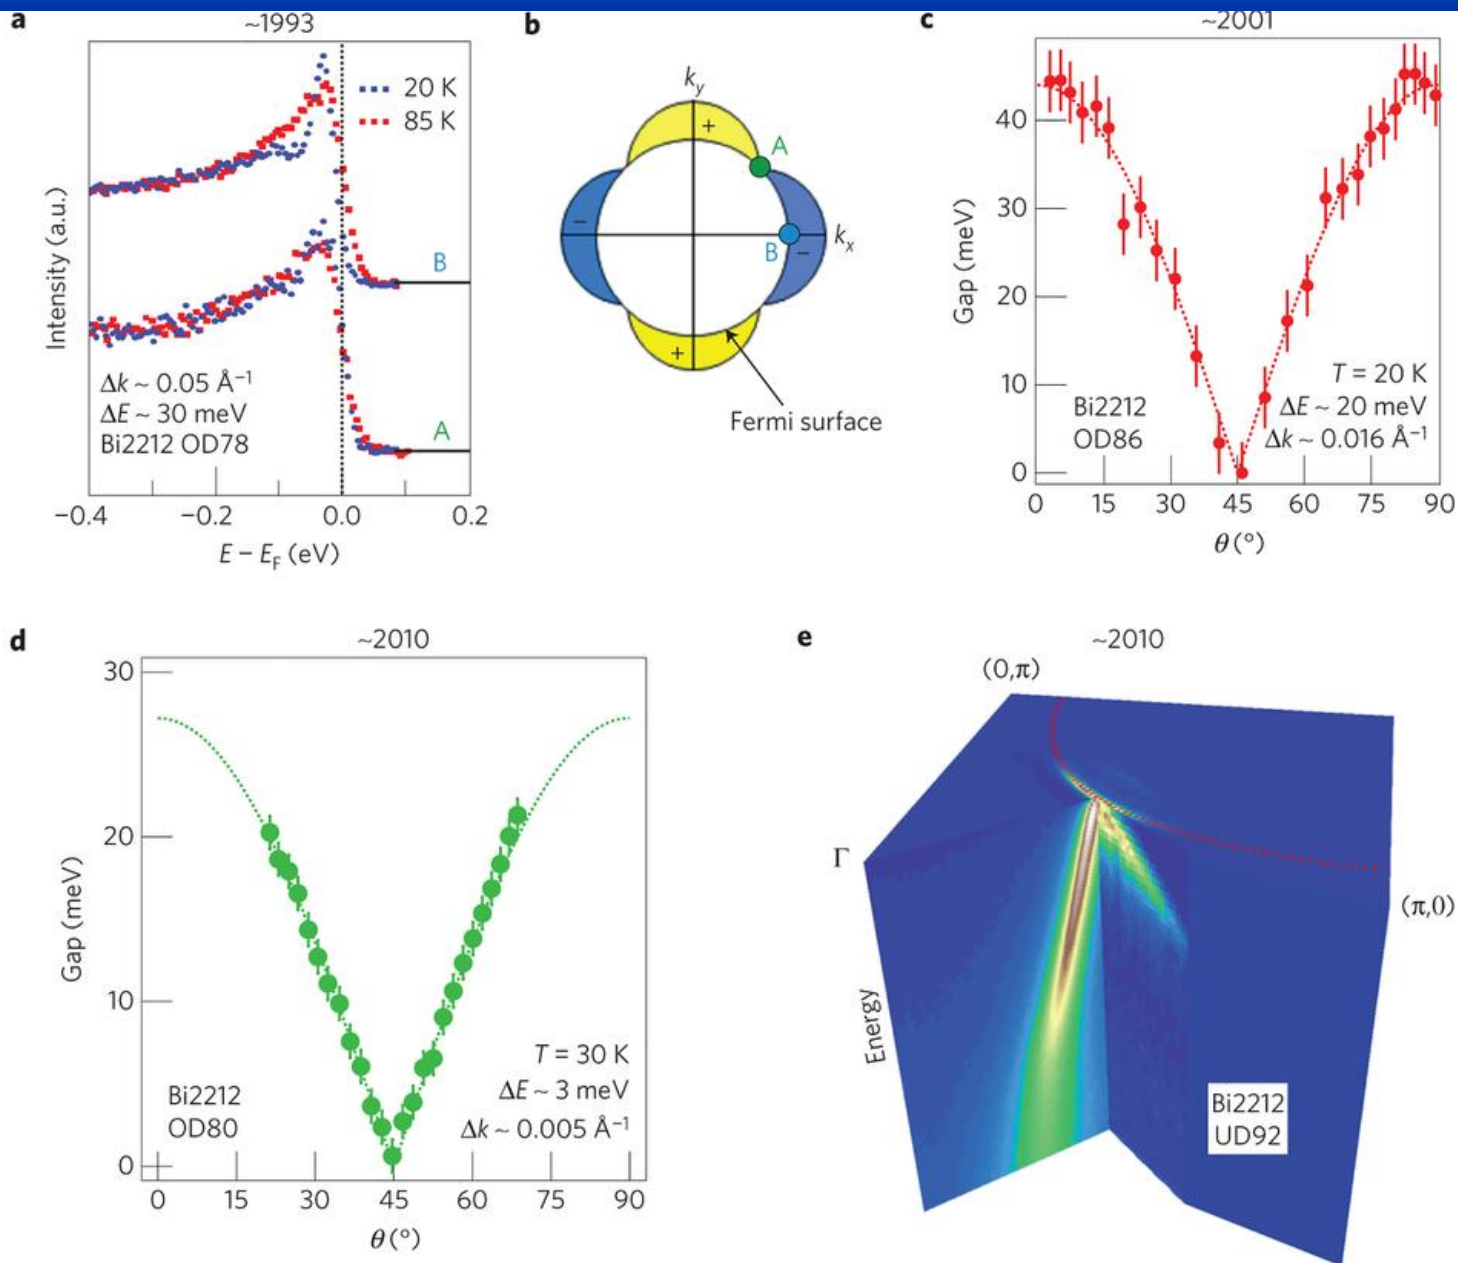 a
~1993
20 K
85 K
B
A
Δk ~ 0.05 Å⁻¹
ΔE ~ 30 meV
Bi2212 OD78
Intensity (a.u.)
−0.4
−0.2
0.0
0.2
E − E_F (eV)
b
k_y
+
A
−
B
−
k_x
+
Fermi surface
c
~2001
Gap (meV)
40
30
20
10
0
T = 20 K
Bi2212
ΔE ~ 20 meV
OD86
Δk ~ 0.016 Å⁻¹
0
15
30
45
60
75
90
θ (°)
d
~2010
Gap (meV)
30
20
10
0
T = 30 K
Bi2212
ΔE ~ 3 meV
OD80
Δk ~ 0.005 Å⁻¹
0
15
30
45
60
75
90
θ (°)
e
~2010
(0,π)
Γ
(π,0)
Energy
Bi2212
UD92